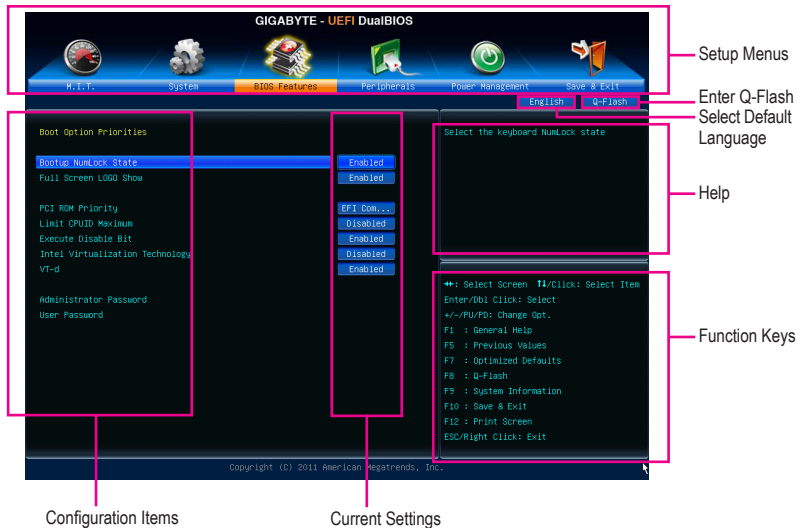 GIGABYTE - UEFI DualBIOS
Setup Menus
M.I.T. System BIOS Features Peripherals Power Management Save & Exit
English Q-Flash
Enter Q-Flash
Select Default
Language
Boot Option Priorities
Select the keyboard NumLock state
Bootup NumLock State Enabled
Full Screen LOGO Show Enabled
Help
PCI ROM Priority EFI Com...
Limit CPUID Maximum Disabled
Execute Disable Bit Enabled
Intel Virtualization Technology Disabled
VT-d Enabled
Administrator Password
User Password
→←: Select Screen ↑↓/Click: Select Item
Enter/Dbl Click: Select
+/-/PU/PD: Change Opt.
F1 : General Help
F5 : Previous Values
F7 : Optimized Defaults
F8 : Q-Flash
F9 : System Information
F10 : Save & Exit
F12 : Print Screen
ESC/Right Click: Exit
Function Keys
Copyright (C) 2011 American Megatrends, Inc.
Configuration Items
Current Settings